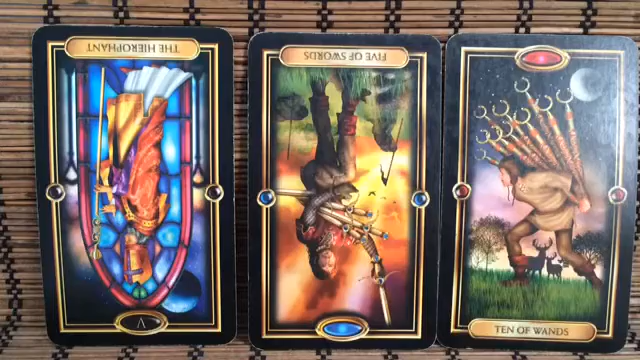 THE HIEROPHANT
V
FIVE OF SWORDS
TEN OF WANDS